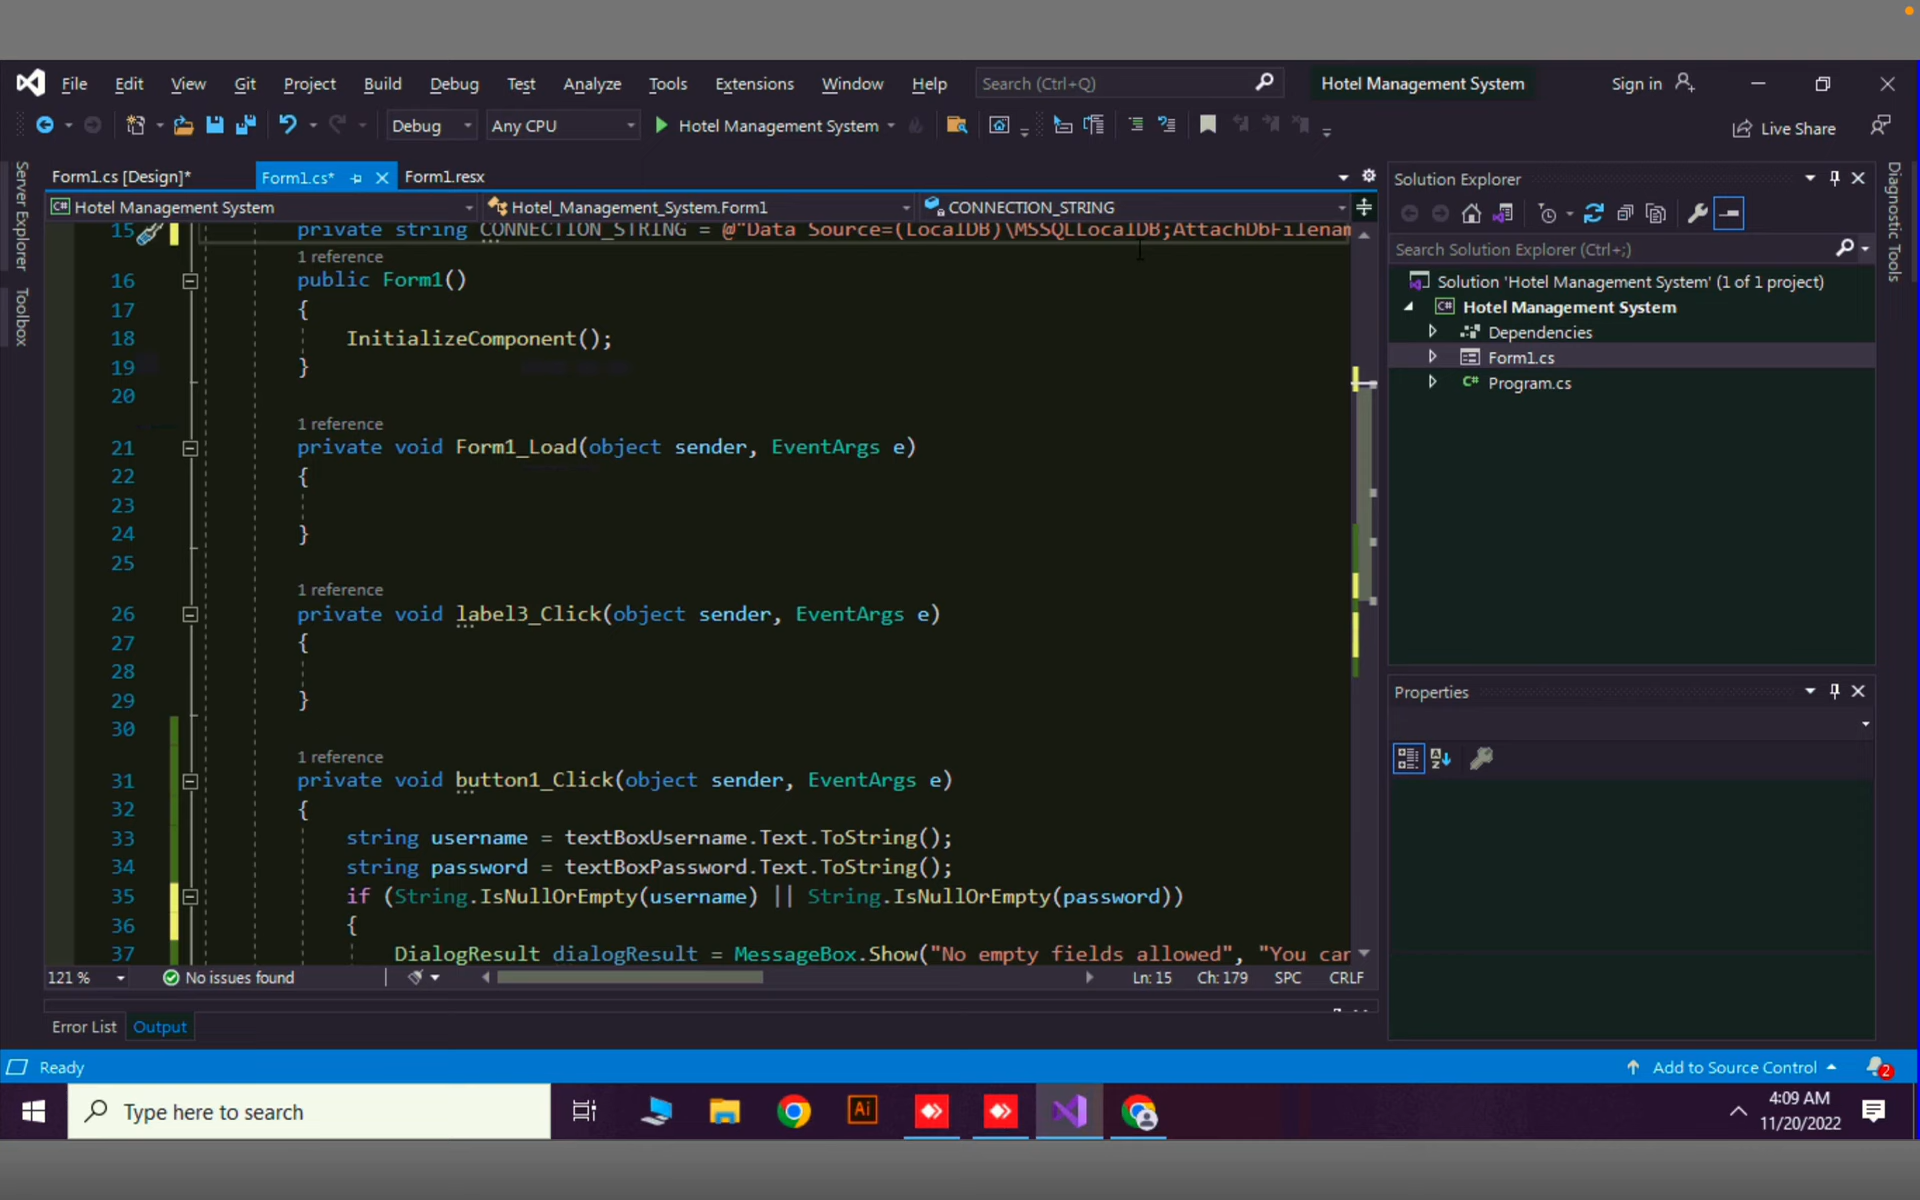 File Edit View Git Project Build Debug Test Analyze Tools Extensions Window Help Search (Ctrl+Q) Hotel Management System Sign in
Debug Any CPU Hotel Management System Live Share
Form1.cs [Design]* Form1.cs* Form1.resx
Hotel Management System Hotel_Management_System.Form1 CONNECTION_STRING
15 private string CONNECTION_STRING = @"Data Source=(LocalDB)\MSSQLLocalDB;AttachDbFilenam
1 reference
16 public Form1()
17 {
18 InitializeComponent();
19 }
20
1 reference
21 private void Form1_Load(object sender, EventArgs e)
22 {
23
24 }
25
1 reference
26 private void label3_Click(object sender, EventArgs e)
27 {
28
29 }
30
1 reference
31 private void button1_Click(object sender, EventArgs e)
32 {
33 string username = textBoxUsername.Text.ToString();
34 string password = textBoxPassword.Text.ToString();
35 if (String.IsNullOrEmpty(username) || String.IsNullOrEmpty(password))
36 {
37 DialogResult dialogResult = MessageBox.Show("No empty fields allowed", "You can
121 % No issues found Ln: 15 Ch: 179 SPC CRLF
Error List Output
Server Explorer
Toolbox
Solution Explorer
Search Solution Explorer (Ctrl+;)
Solution 'Hotel Management System' (1 of 1 project)
C# Hotel Management System
Dependencies
Form1.cs
C# Program.cs
Properties
Diagnostic Tools
Ready Add to Source Control 2
Type here to search
Ai
4:09 AM
11/20/2022